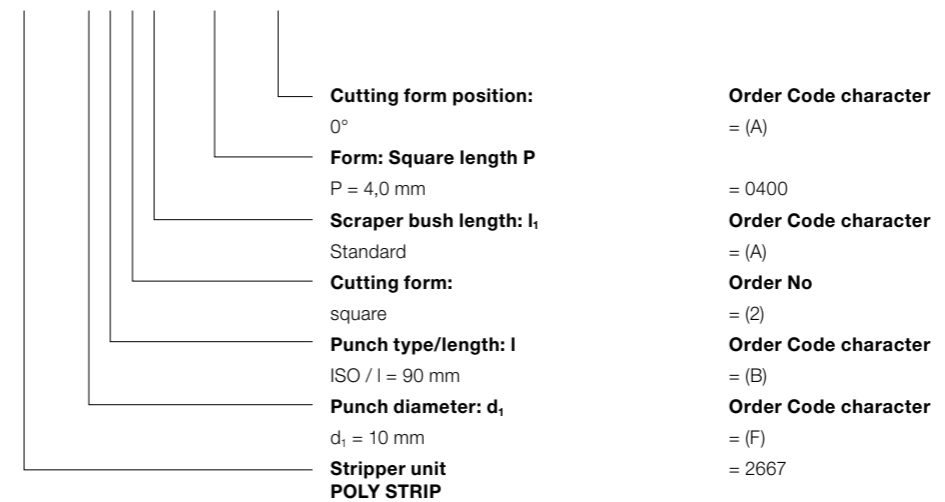 Cutting form position: Order Code character
0° = (A)
Form: Square length P
P = 4,0 mm = 0400
Scraper bush length: l₁ Order Code character
Standard = (A)
Cutting form: Order No
square = (2)
Punch type/length: l Order Code character
ISO / l = 90 mm = (B)
Punch diameter: d₁ Order Code character
d₁ = 10 mm = (F)
Stripper unit = 2667
POLY STRIP